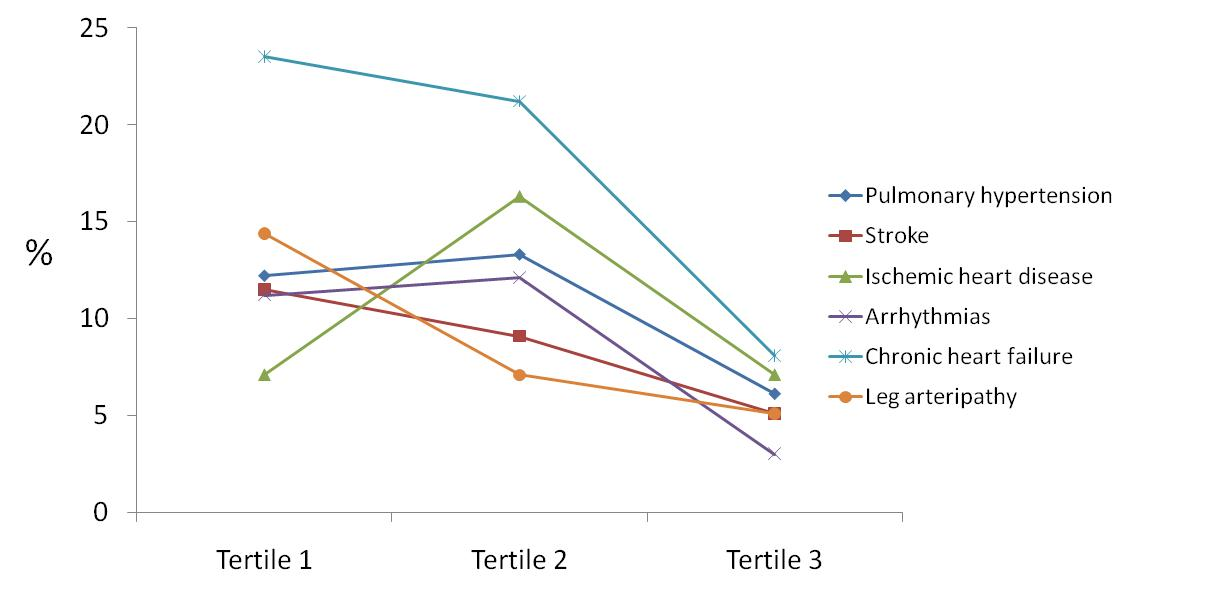 25
20
15
%
10
5
0
Tertile 1
Tertile 2
Tertile 3
Pulmonary hypertension
Stroke
Ischemic heart disease
Arrhythmias
Chronic heart failure
Leg arteripathy